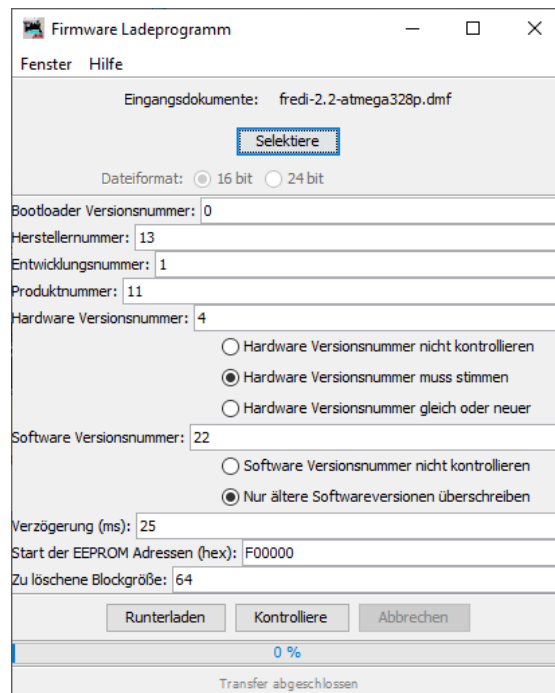 Firmware Ladeprogramm
Fenster Hilfe
Eingangsdokumente: fredi-2.2-atmega328p.dmf
Selektiere
Dateiformat: 16 bit 24 bit
Bootloader Versionsnummer: 0
Herstellernummer: 13
Entwicklungsnummer: 1
Produktnummer: 11
Hardware Versionsnummer: 4
Hardware Versionsnummer nicht kontrollieren
Hardware Versionsnummer muss stimmen
Hardware Versionsnummer gleich oder neuer
Software Versionsnummer: 22
Software Versionsnummer nicht kontrollieren
Nur ältere Softwareversionen überschreiben
Verzögerung (ms): 25
Start der EEPROM Adressen (hex): F00000
Zu löschene Blockgröße: 64
Runterladen Kontrolliere Abbrechen
0 %
Transfer abgeschlossen